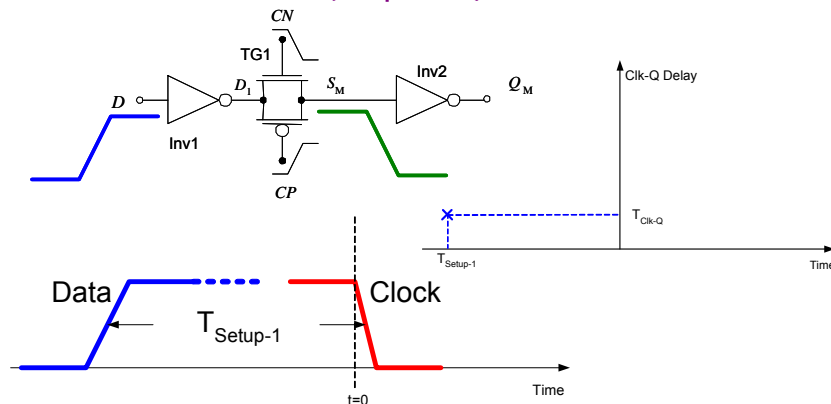 CN
TG1
Inv2
D
D1
SM
QM
Inv1
CP
Clk-Q Delay
TClk-Q
TSetup-1
Time
Data
Clock
TSetup-1
Time
t=0